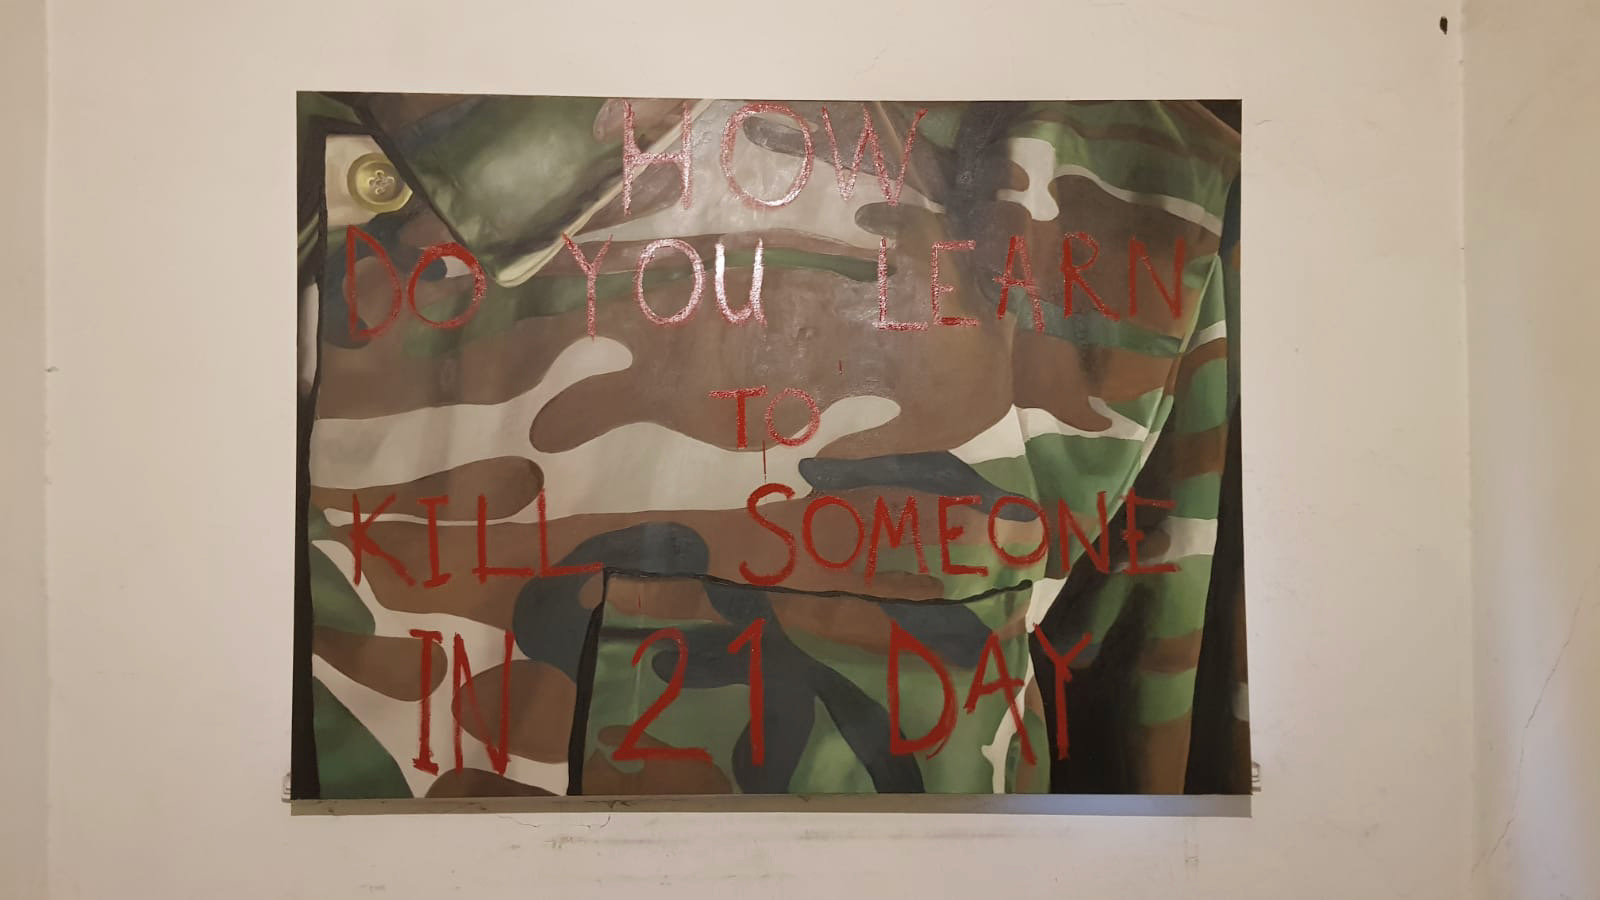 HOW
DO YOU LEARN
TO
KILL SOMEONE
IN 21 DAY